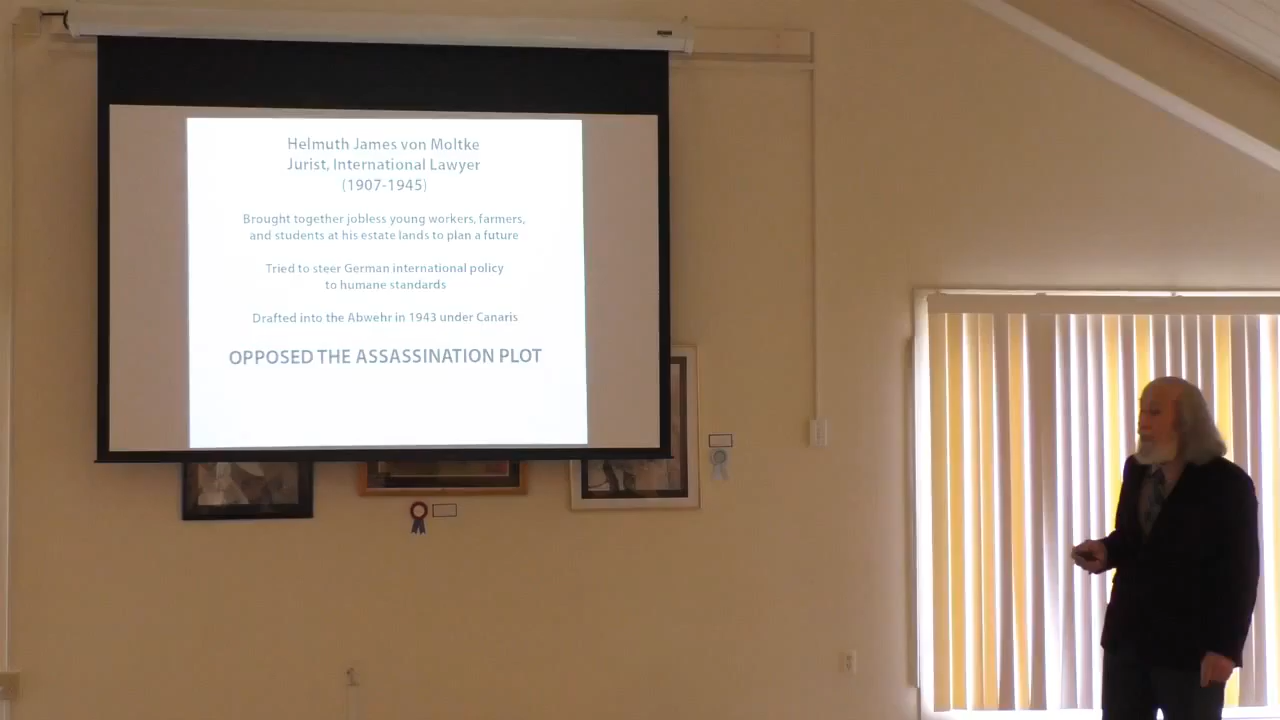 Helmuth James von Moltke
Jurist, International Lawyer
(1907-1945)
Brought together jobless young workers, farmers,
and students at his estate lands to plan a future
Tried to steer German international policy
to humane standards
Drafted into the Abwehr in 1943 under Canaris
OPPOSED THE ASSASSINATION PLOT